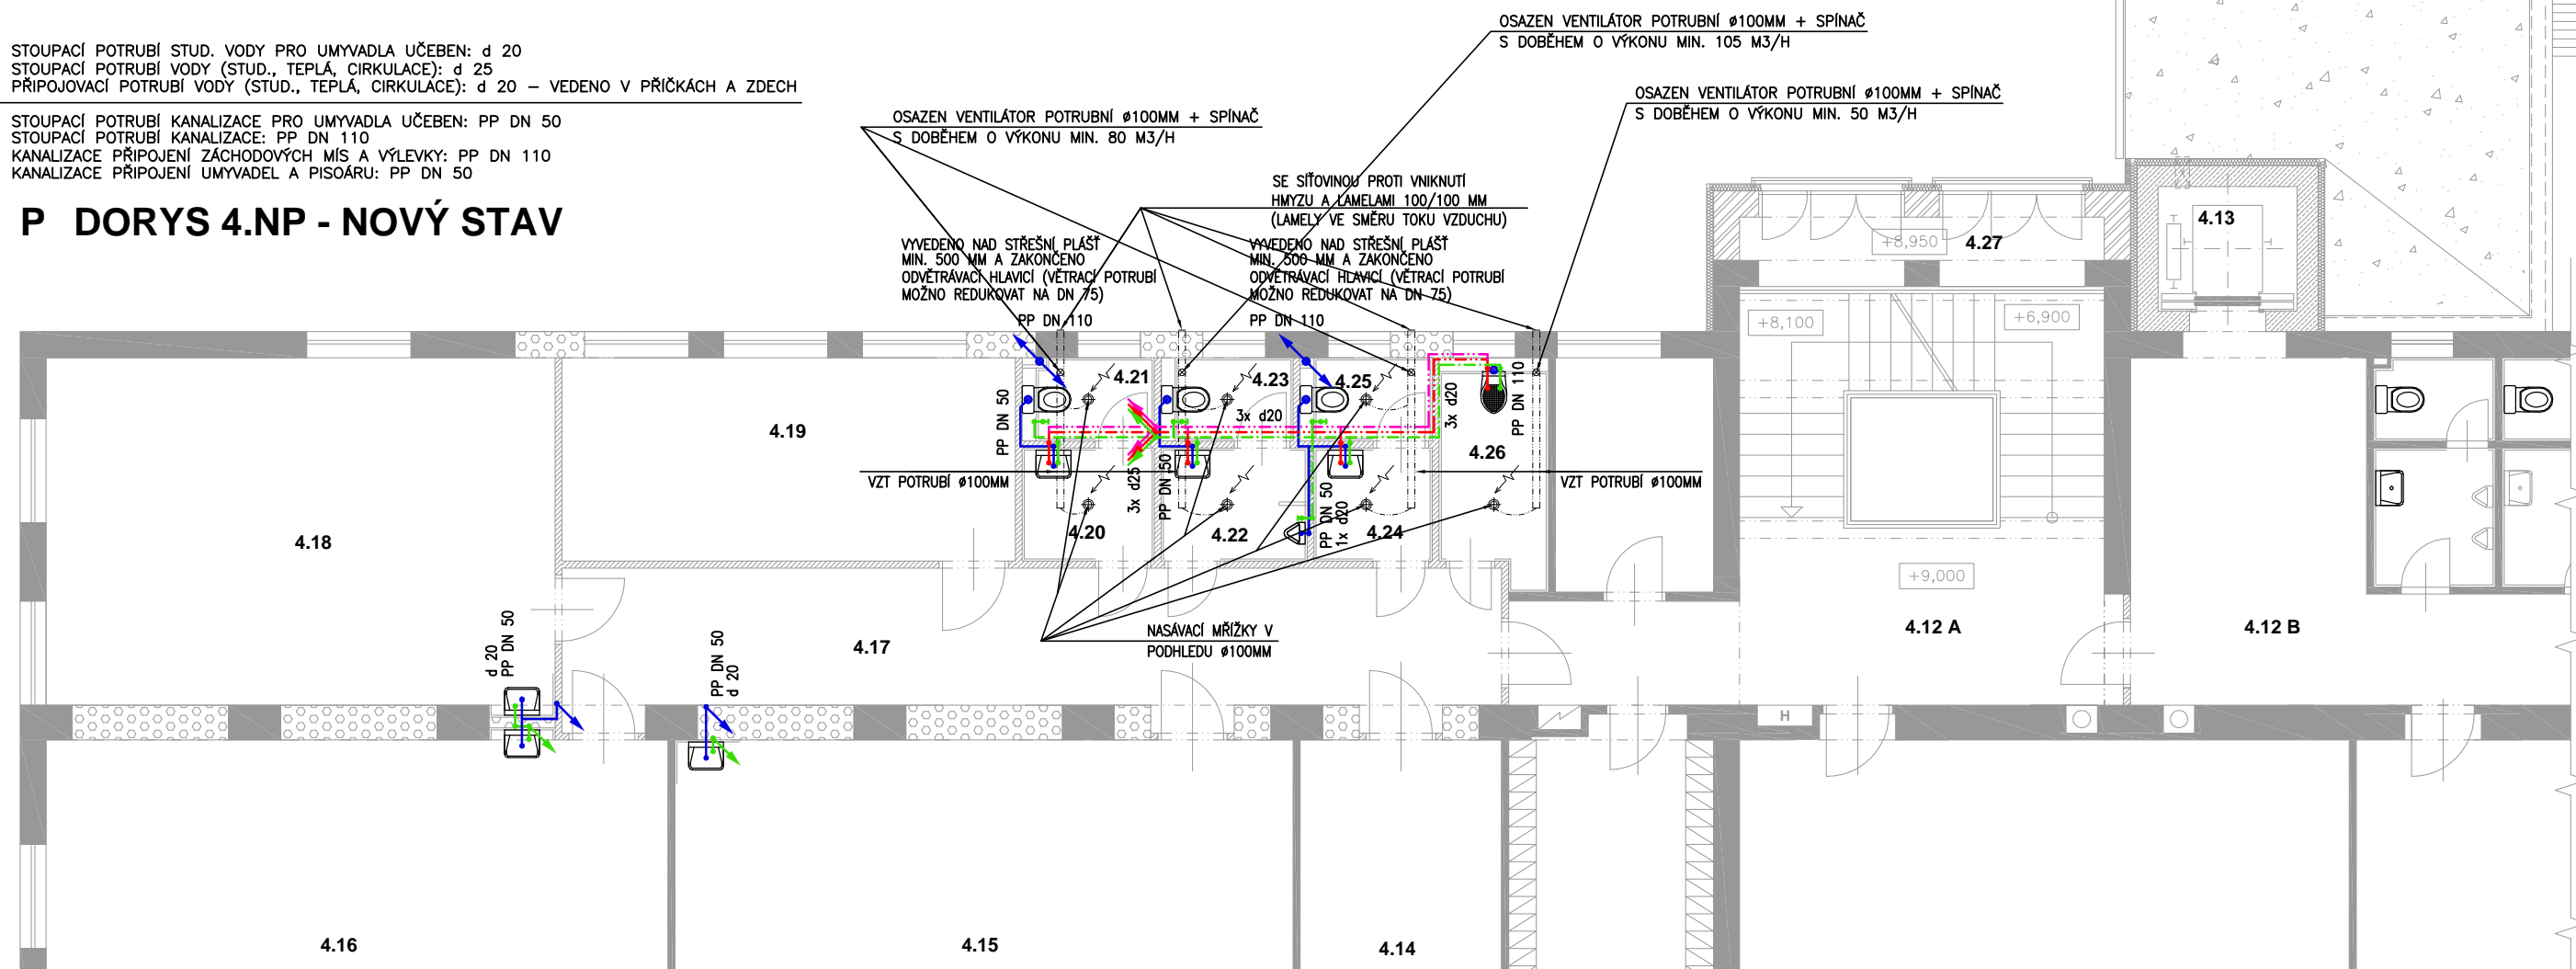 STOUPACÍ POTRUBÍ STUD. VODY PRO UMYVADLA UČEBEN: d 20
STOUPACÍ POTRUBÍ VODY (STUD., TEPLÁ, CIRKULACE): d 25
PŘIPOJOVACÍ POTRUBÍ VODY (STUD., TEPLÁ, CIRKULACE): d 20 – VEDENO V PŘÍČKÁCH A ZDECH
STOUPACÍ POTRUBÍ KANALIZACE PRO UMYVADLA UČEBEN: PP DN 50
STOUPACÍ POTRUBÍ KANALIZACE: PP DN 110
KANALIZACE PŘIPOJENÍ ZÁCHODOVÝCH MÍS A VÝLEVKY: PP DN 110
KANALIZACE PŘIPOJENÍ UMYVADEL A PISOÁRU: PP DN 50
P DORYS 4.NP - NOVÝ STAV
OSAZEN VENTILÁTOR POTRUBNÍ ø100MM + SPÍNAČ
S DOBĚHEM O VÝKONU MIN. 105 M3/H
OSAZEN VENTILÁTOR POTRUBNÍ ø100MM + SPÍNAČ
S DOBĚHEM O VÝKONU MIN. 50 M3/H
OSAZEN VENTILÁTOR POTRUBNÍ ø100MM + SPÍNAČ
S DOBĚHEM O VÝKONU MIN. 80 M3/H
SE SÍŤOVINOU PROTI VNIKNUTÍ
HMYZU A LAMELAMI 100/100 MM
(LAMELY VE SMĚRU TOKU VZDUCHU)
VYVEDENO NAD STŘEŠNÍ PLÁŠŤ
MIN. 500 MM A ZAKONČENO
ODVĚTRÁVACÍ HLAVICÍ (VĚTRACÍ POTRUBÍ
MOŽNO REDUKOVAT NA DN 75)
PP DN 110
VYVEDENO NAD STŘEŠNÍ PLÁŠŤ
MIN. 500 MM A ZAKONČENO
ODVĚTRÁVACÍ HLAVICÍ (VĚTRACÍ POTRUBÍ
MOŽNO REDUKOVAT NA DN 75)
PP DN 110
4.13
+8,950
4.27
+8,100
+6,900
4.21
4.23
4.25
3x d20
3x d20
PP DN 110
PP DN 50
4.19
4.26
VZT POTRUBÍ ø100MM
VZT POTRUBÍ ø100MM
3x d25
PP DN 50
PP DN 50
1x d20
4.20
4.22
4.24
4.18
+9,000
4.12 A
4.12 B
NASÁVACÍ MŘÍŽKY V
PODHLEDU ø100MM
4.17
d 20
PP DN 50
PP DN 50
d 20
H
4.16
4.15
4.14